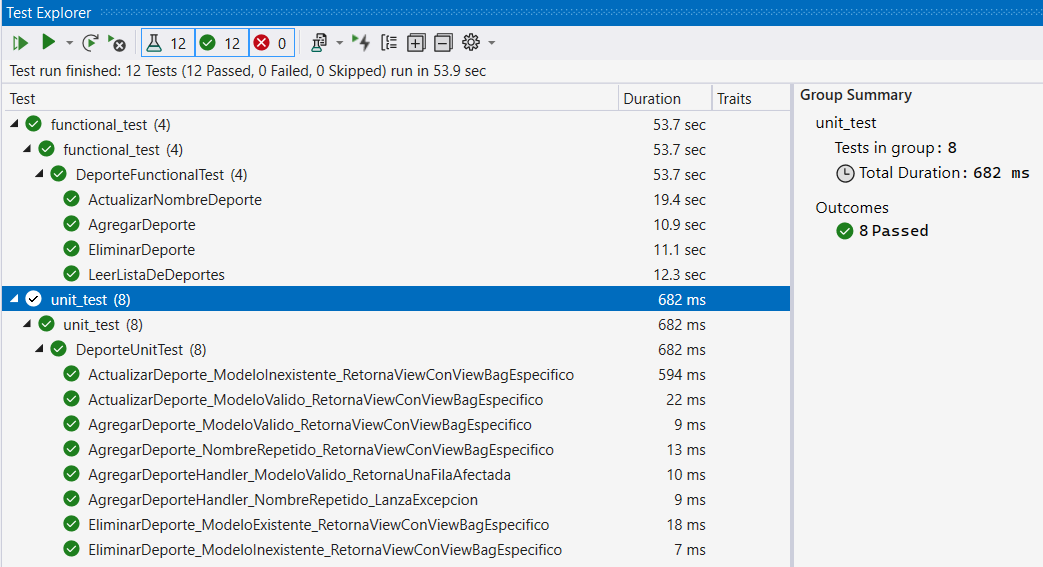 Test Explorer
12 12 0
Test run finished: 12 Tests (12 Passed, 0 Failed, 0 Skipped) run in 53.9 sec
Test Duration Traits
functional_test (4) 53.7 sec
functional_test (4) 53.7 sec
DeporteFunctionalTest (4) 53.7 sec
ActualizarNombreDeporte 19.4 sec
AgregarDeporte 10.9 sec
EliminarDeporte 11.1 sec
LeerListaDeDeportes 12.3 sec
unit_test (8) 682 ms
unit_test (8) 682 ms
DeporteUnitTest (8) 682 ms
ActualizarDeporte_ModeloInexistente_RetornaViewConViewBagEspecifico 594 ms
ActualizarDeporte_ModeloValido_RetornaViewConViewBagEspecifico 22 ms
AgregarDeporte_ModeloValido_RetornaViewConViewBagEspecifico 9 ms
AgregarDeporte_NombreRepetido_RetornaViewConViewBagEspecifico 13 ms
AgregarDeporteHandler_ModeloValido_RetornaUnaFilaAfectada 10 ms
AgregarDeporteHandler_NombreRepetido_LanzaExcepcion 9 ms
EliminarDeporte_ModeloExistente_RetornaViewConViewBagEspecifico 18 ms
EliminarDeporte_ModeloInexistente_RetornaViewConViewBagEspecifico 7 ms
Group Summary
unit_test
Tests in group: 8
Total Duration: 682 ms
Outcomes
8 Passed